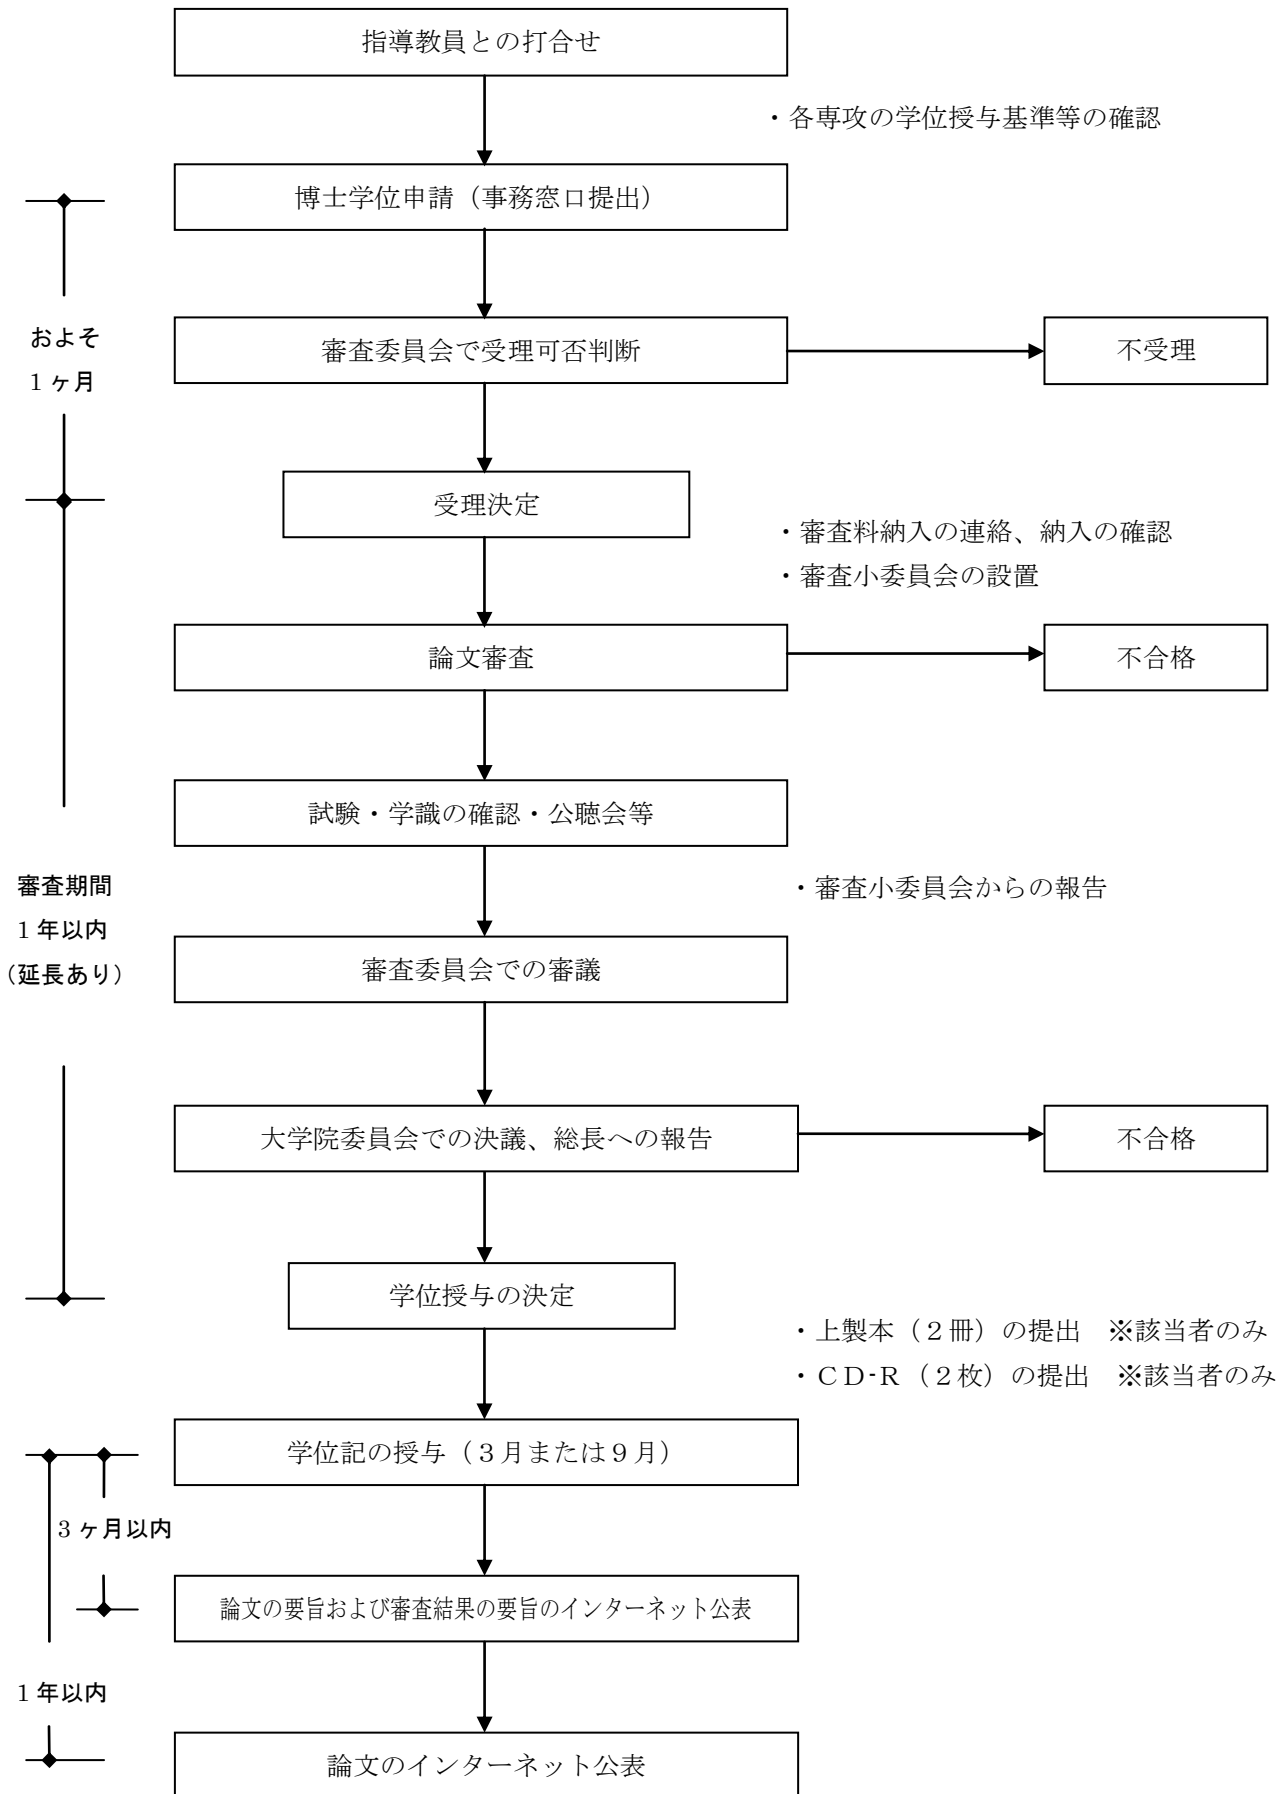 指導教員との打合せ
・各専攻の学位授与基準等の確認
博士学位申請（事務窓口提出）
およそ
1 ヶ月
審査委員会で受理可否判断
不受理
受理決定
・審査料納入の連絡、納入の確認
・審査小委員会の設置
論文審査
不合格
試験・学識の確認・公聴会等
審査期間
1 年以内
（延長あり）
・審査小委員会からの報告
審査委員会での審議
大学院委員会での決議、総長への報告
不合格
学位授与の決定
・上製本（２冊）の提出　※該当者のみ
・ＣＤ-Ｒ（２枚）の提出　※該当者のみ
学位記の授与（３月または９月）
3 ヶ月以内
論文の要旨および審査結果の要旨のインターネット公表
1 年以内
論文のインターネット公表